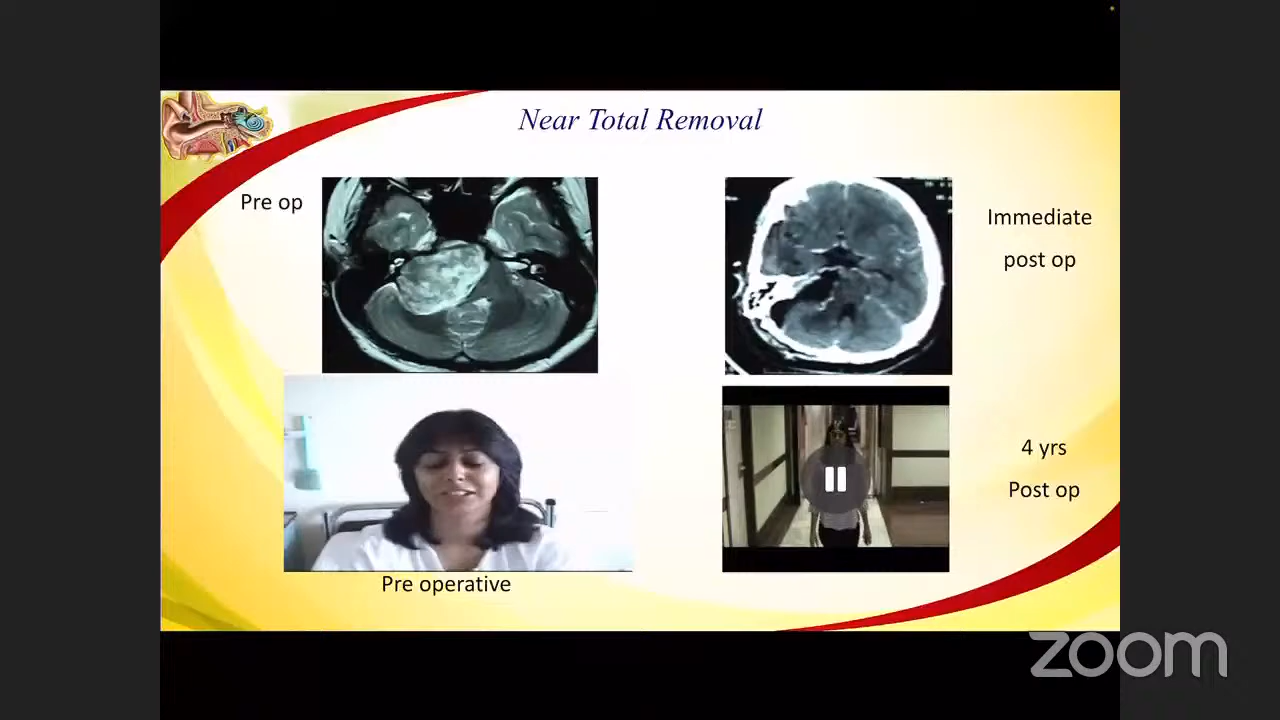 Near Total Removal
Pre op
Immediate
post op
4 yrs
Post op
Pre operative
zoom